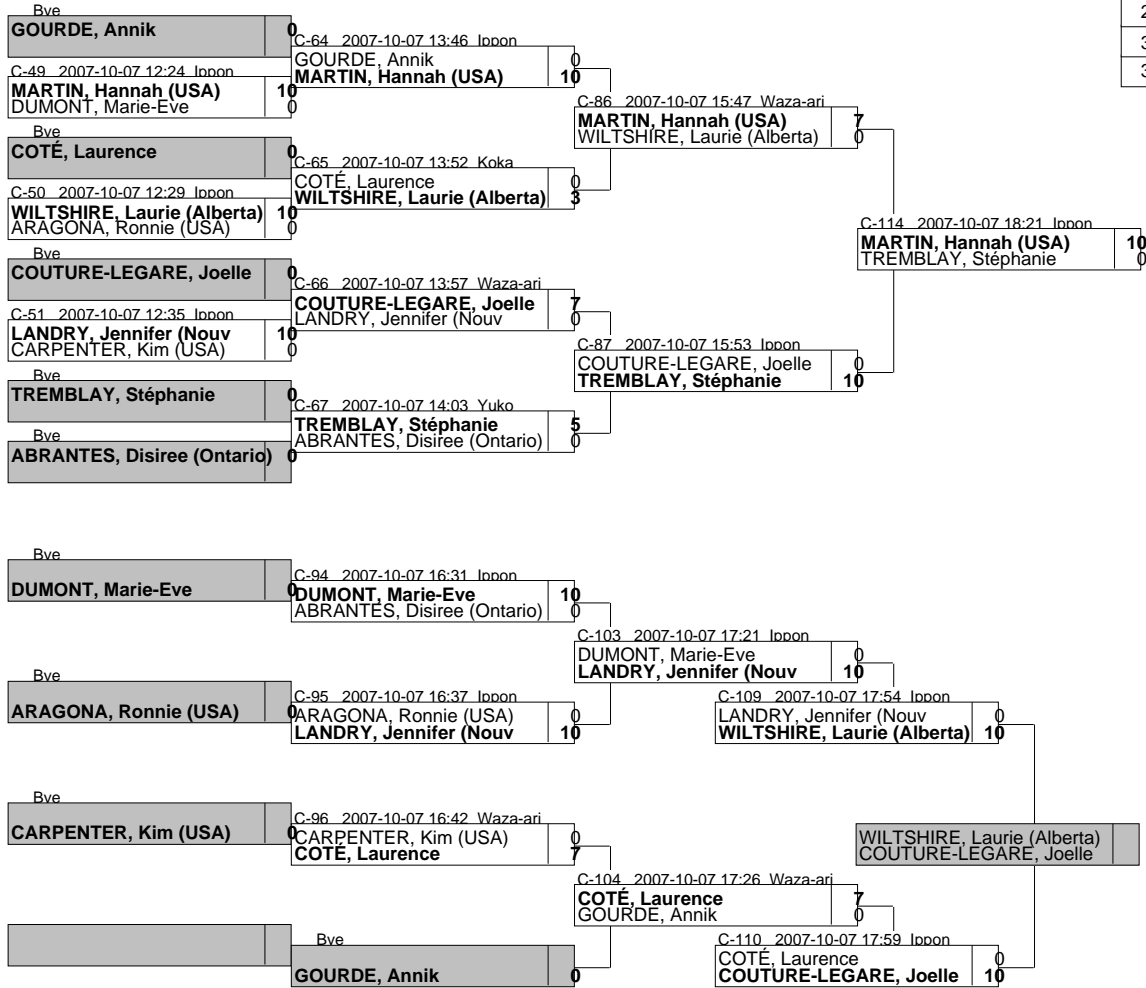 Bye
GOURDE, Annik 0
C-49 2007-10-07 12:24 Ippon
MARTIN, Hannah (USA) 10
DUMONT, Marie-Eve 0
Bye
COTÉ, Laurence 0
C-50 2007-10-07 12:29 Ippon
WILTSHIRE, Laurie (Alberta) 10
ARAGONA, Ronnie (USA) 0
Bye
COUTURE-LEGARE, Joelle 0
C-51 2007-10-07 12:35 Ippon
LANDRY, Jennifer (Nouv 10
CARPENTER, Kim (USA) 0
Bye
TREMBLAY, Stéphanie 0
Bye
ABRANTES, Disiree (Ontario) 0
C-64 2007-10-07 13:46 Ippon
GOURDE, Annik 0
MARTIN, Hannah (USA) 10
C-65 2007-10-07 13:52 Koka
COTÉ, Laurence 0
WILTSHIRE, Laurie (Alberta) 3
C-66 2007-10-07 13:57 Waza-ari
COUTURE-LEGARE, Joelle 7
LANDRY, Jennifer (Nouv 0
C-67 2007-10-07 14:03 Yuko
TREMBLAY, Stéphanie 5
ABRANTES, Disiree (Ontario) 0
C-86 2007-10-07 15:47 Waza-ari
MARTIN, Hannah (USA) 7
WILTSHIRE, Laurie (Alberta) 0
C-87 2007-10-07 15:53 Ippon
COUTURE-LEGARE, Joelle 0
TREMBLAY, Stéphanie 10
C-114 2007-10-07 18:21 Ippon
MARTIN, Hannah (USA) 10
TREMBLAY, Stéphanie 0
2
3
3
Bye
DUMONT, Marie-Eve 0
Bye
ARAGONA, Ronnie (USA) 0
Bye
CARPENTER, Kim (USA) 0
C-94 2007-10-07 16:31 Ippon
DUMONT, Marie-Eve 10
ABRANTES, Disiree (Ontario) 0
C-95 2007-10-07 16:37 Ippon
ARAGONA, Ronnie (USA) 0
LANDRY, Jennifer (Nouv 10
C-96 2007-10-07 16:42 Waza-ari
CARPENTER, Kim (USA) 0
COTÉ, Laurence 7
Bye
GOURDE, Annik 0
C-103 2007-10-07 17:21 Ippon
DUMONT, Marie-Eve 0
LANDRY, Jennifer (Nouv 10
C-104 2007-10-07 17:26 Waza-ari
COTÉ, Laurence 7
GOURDE, Annik 0
C-109 2007-10-07 17:54 Ippon
LANDRY, Jennifer (Nouv 0
WILTSHIRE, Laurie (Alberta) 10
C-110 2007-10-07 17:59 Ippon
COTÉ, Laurence 0
COUTURE-LEGARE, Joelle 10
WILTSHIRE, Laurie (Alberta)
COUTURE-LEGARE, Joelle